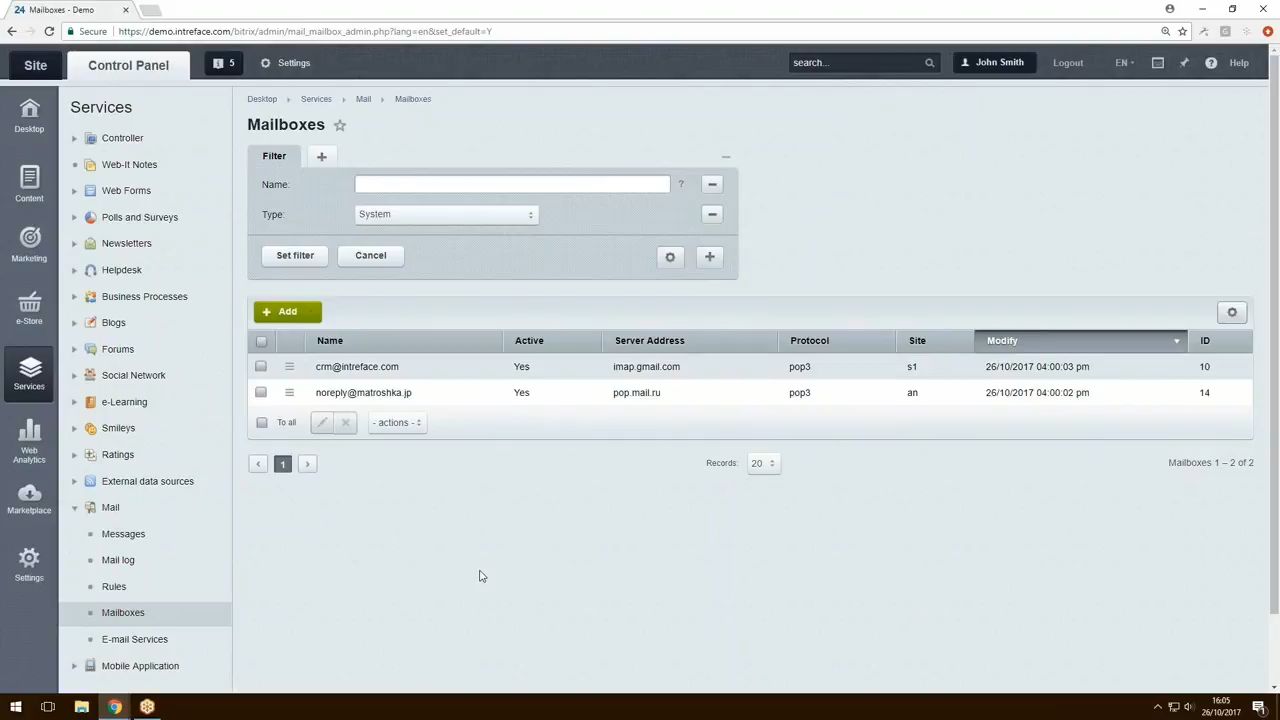 24 Mailboxes - Demo
Secure https://demo.intreface.com/bitrix/admin/mail_mailbox_admin.php?lang=en&set_default=Y
Site Control Panel 5 Settings search... John Smith Logout EN Help
Desktop
Content
Marketing
e-Store
Services
Web Analytics
Marketplace
Settings
Services
Controller
Web-It Notes
Web Forms
Polls and Surveys
Newsletters
Helpdesk
Business Processes
Blogs
Forums
Social Network
e-Learning
Smileys
Ratings
External data sources
Mail
Messages
Mail log
Rules
Mailboxes
E-mail Services
Mobile Application
Desktop Services Mail Mailboxes
Mailboxes
Filter +
Name: ?
Type: System
Set filter Cancel
+ Add
Name Active Server Address Protocol Site Modify ID
crm@intreface.com Yes imap.gmail.com pop3 s1 26/10/2017 04:00:03 pm 10
noreply@matroshka.jp Yes pop.mail.ru pop3 an 26/10/2017 04:00:02 pm 14
To all - actions -
1 Records: 20 Mailboxes 1 – 2 of 2
16:05
26/10/2017
1